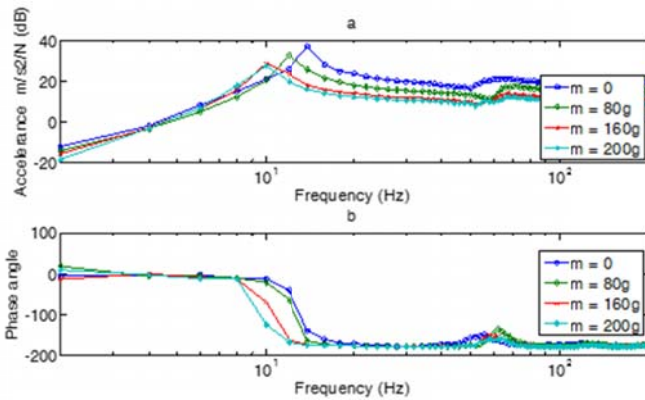 a
Accelerance m/s2/N (dB)
40
20
0
-20
10^1
10^2
Frequency (Hz)
m = 0
m = 80g
m = 160g
m = 200g
b
Phase angle
100
0
-100
-200
10^1
10^2
Frequency (Hz)
m = 0
m = 80g
m = 160g
m = 200g